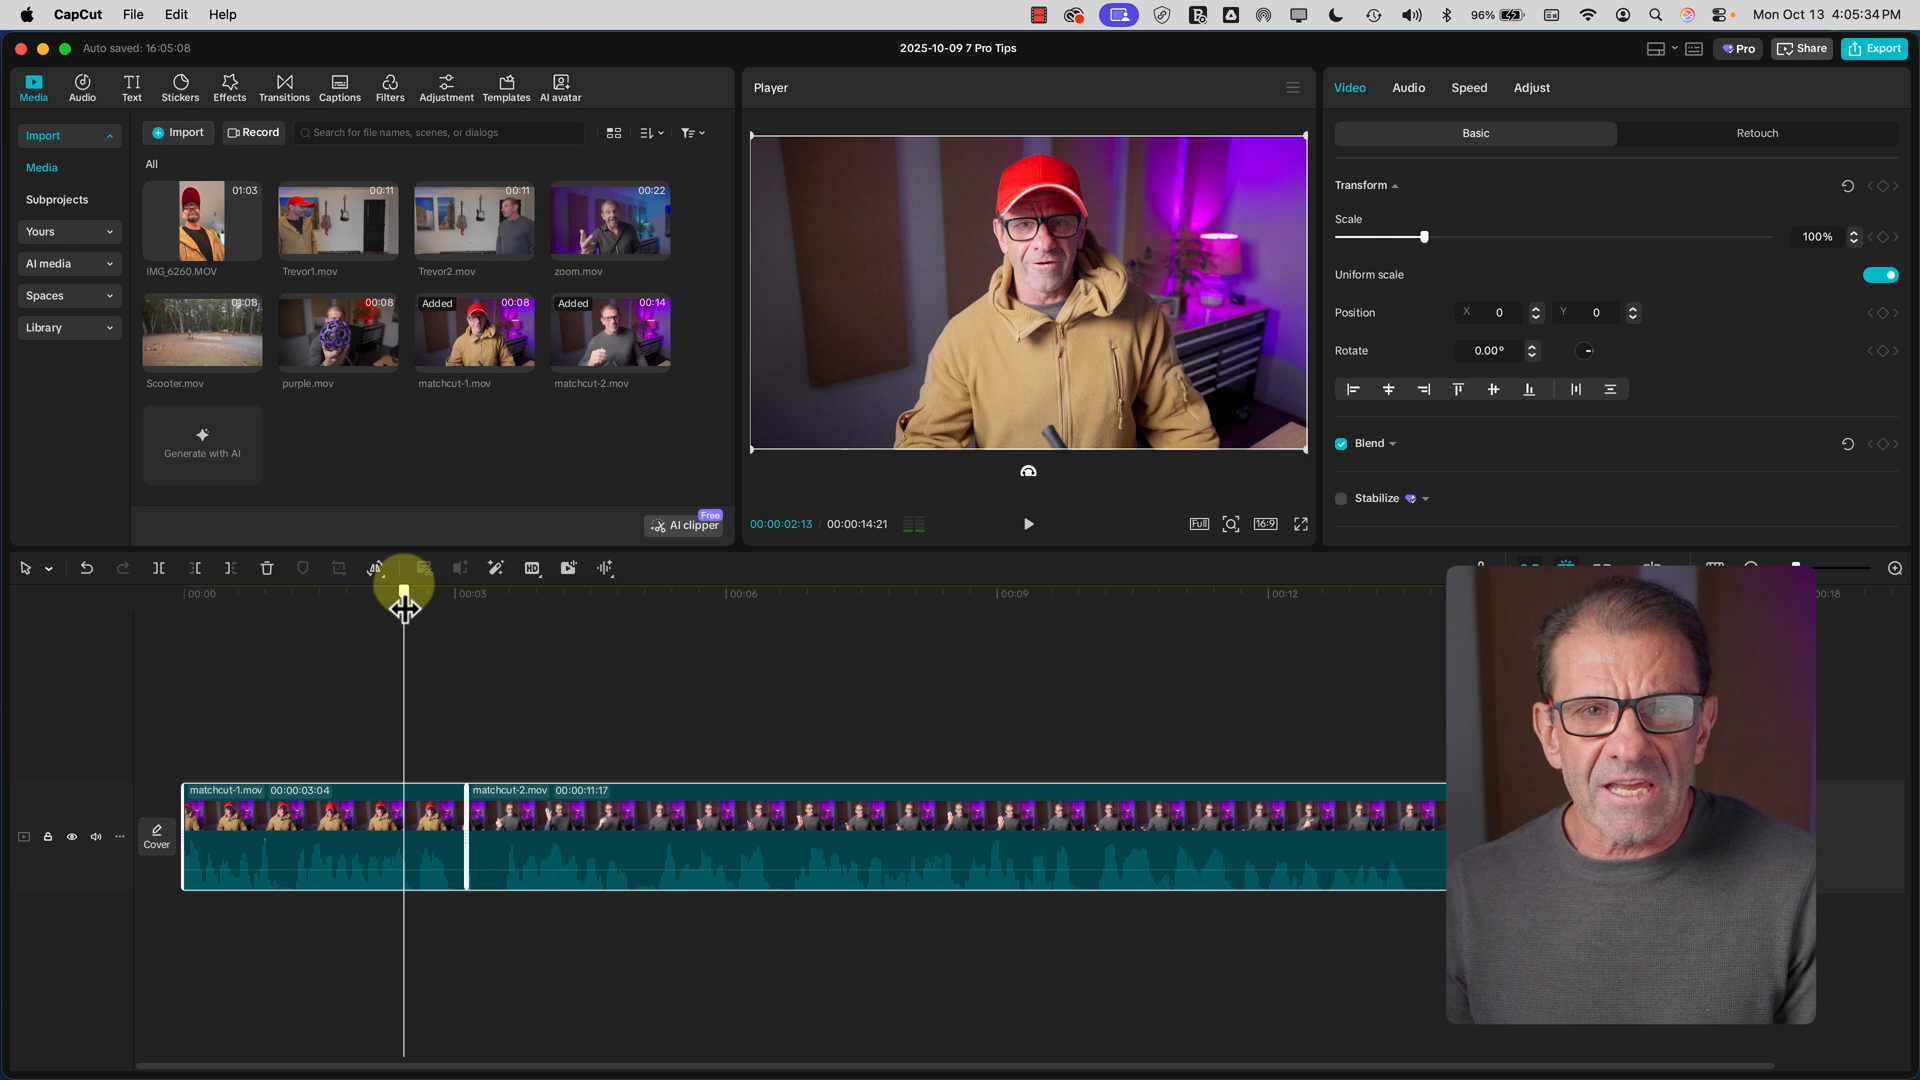 CapCut File Edit Help 96% Mon Oct 13 4:05:34 PM
Auto saved: 16:05:08 2025-10-09 7 Pro Tips Pro Share Export
Media Audio Text Stickers Effects Transitions Captions Filters Adjustment Templates AI avatar
Player
Video Audio Speed Adjust
Import
Media
Subprojects
Yours
AI media
Spaces
Library
Import Record Search for file names, scenes, or dialogs
All
01:03 00:11 00:11 00:22
IMG_6260.MOV Trevor1.mov Trevor2.mov zoom.mov
00:08 00:08 Added 00:08 Added 00:14
Scooter.mov purple.mov matchcut-1.mov matchcut-2.mov
Generate with AI
Free
AI clipper
00:00:02:13 / 00:00:14:21 Full 16:9
Basic Retouch
Transform
Scale
100%
Uniform scale
Position X 0 Y 0
Rotate 0.00°
Blend
Stabilize
00:00 00:03 00:06 00:09 00:12 00:18
matchcut-1.mov 00:00:03:04 matchcut-2.mov 00:00:11:17
Cover